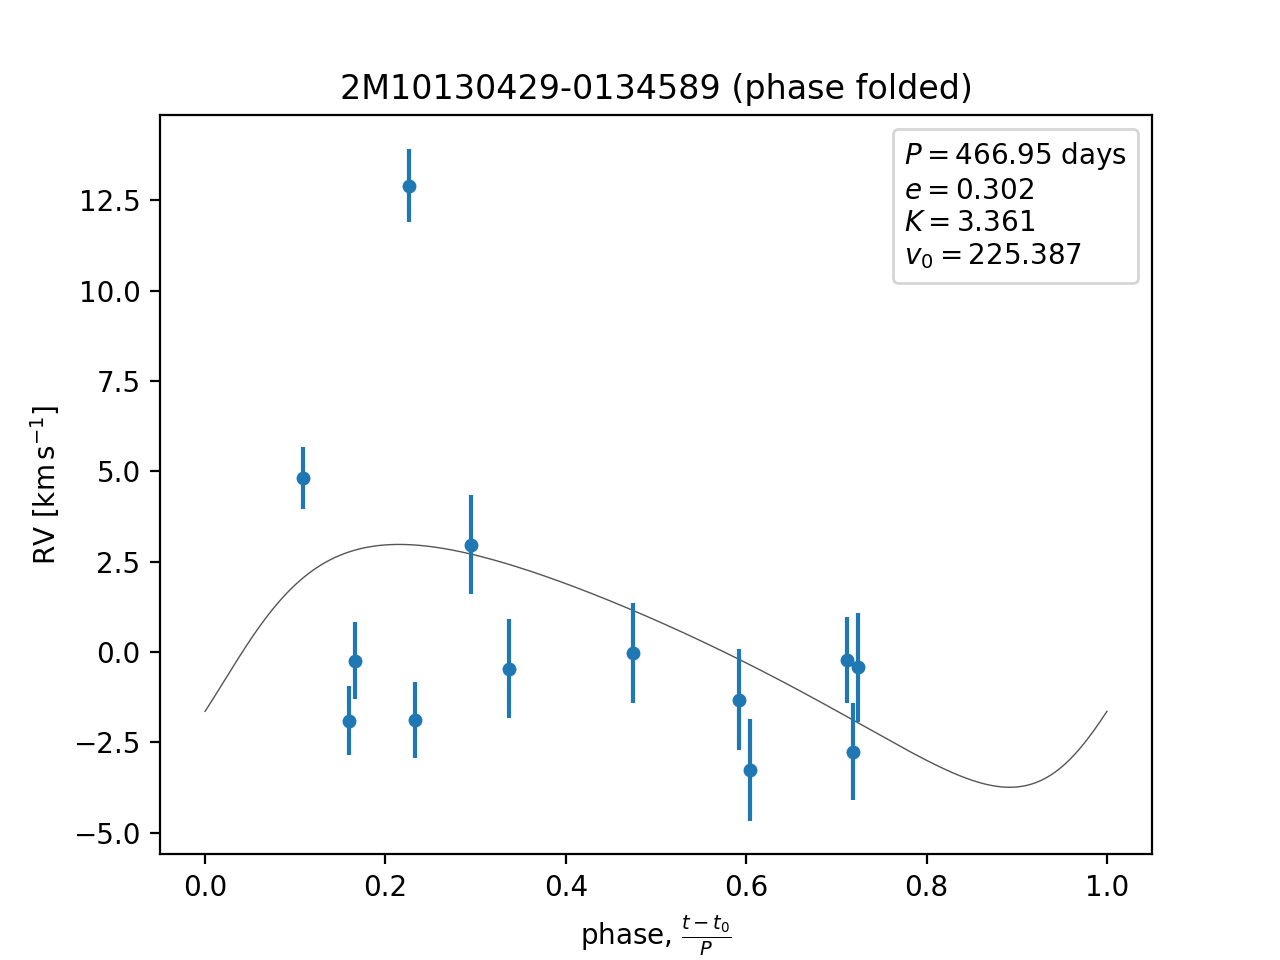 2M10130429-0134589 (phase folded)
P = 466.95 days
e = 0.302
K = 3.361
v₀ = 225.387
12.5
10.0
7.5
5.0
2.5
0.0
−2.5
−5.0
RV [km s⁻¹]
0.0 0.2 0.4 0.6 0.8 1.0
phase, (t − t₀)/P